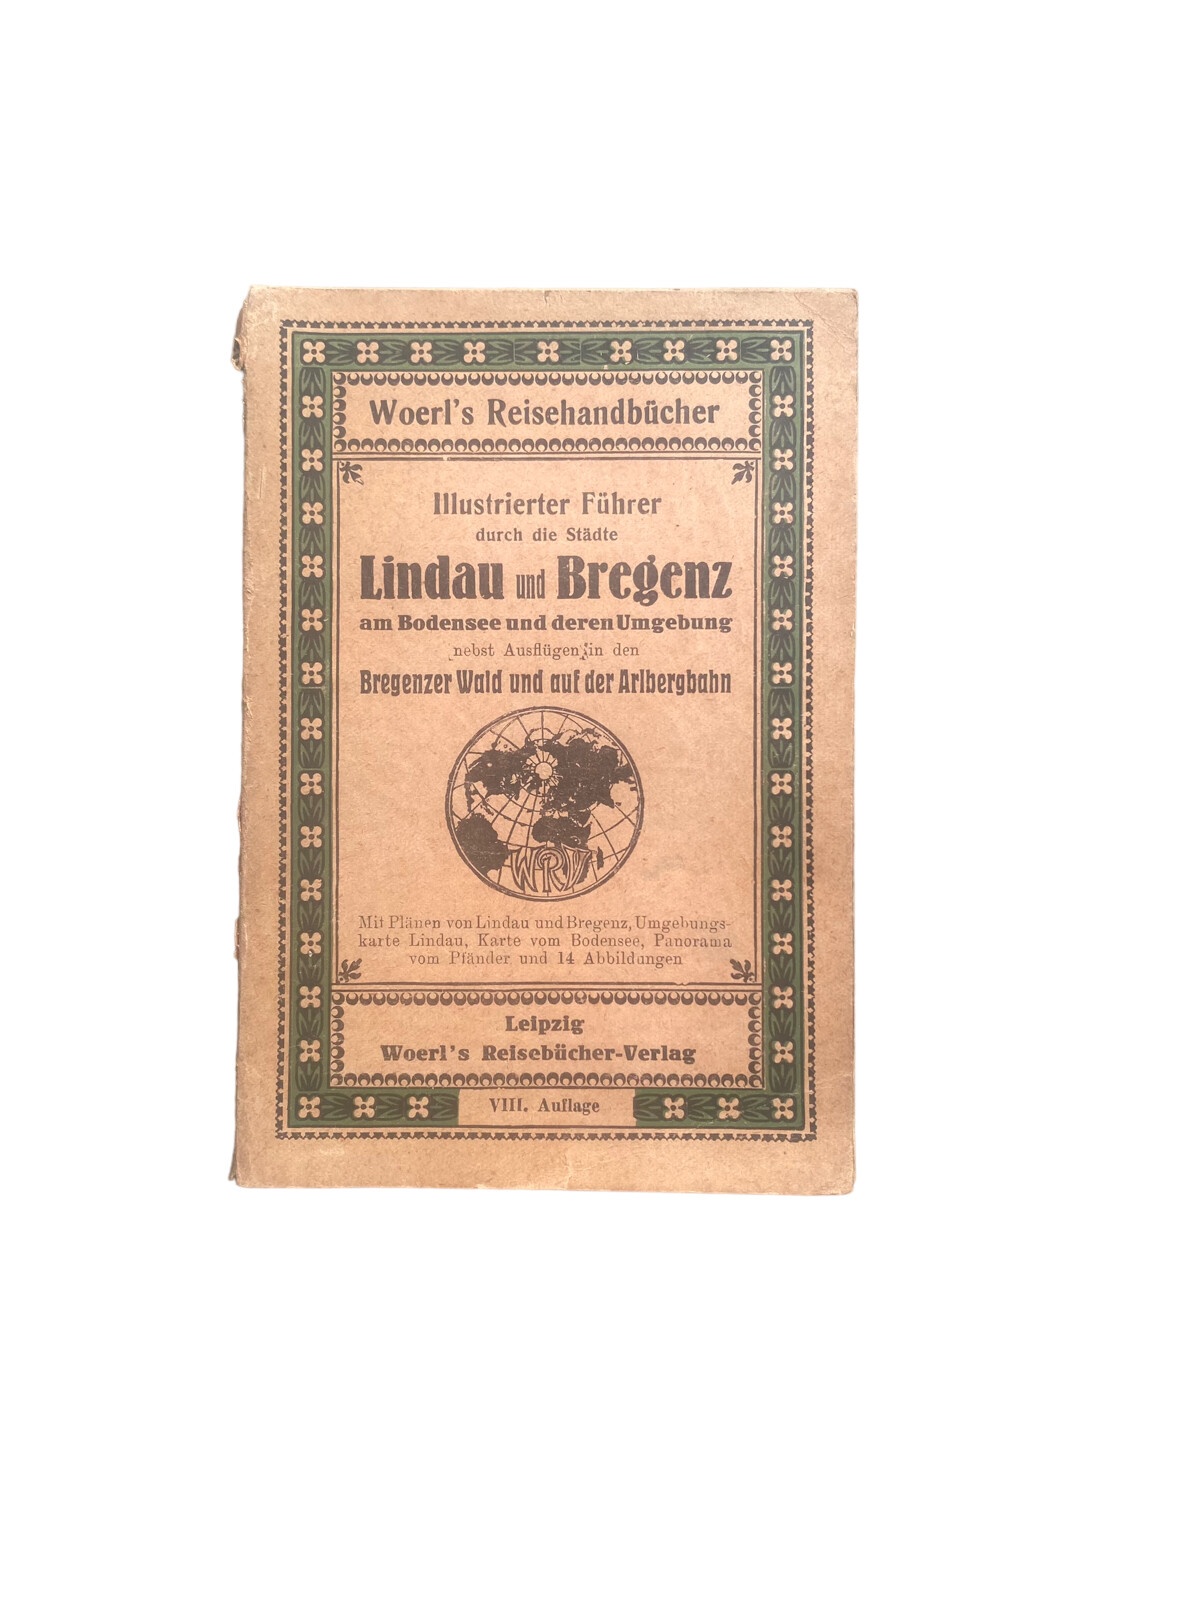 Woerl's Reisehandbücher
Illustrierter Führer
durch die Städte
Lindau und Bregenz
am Bodensee und deren Umgebung
nebst Ausflügen in den
Bregenzer Wald und auf der Arlbergbahn
WRV
Mit Plänen von Lindau und Bregenz, Umgebungs-
karte Lindau, Karte vom Bodensee, Panorama
vom Pfänder und 14 Abbildungen
Leipzig
Woerl's Reisebücher-Verlag
VIII. Auflage